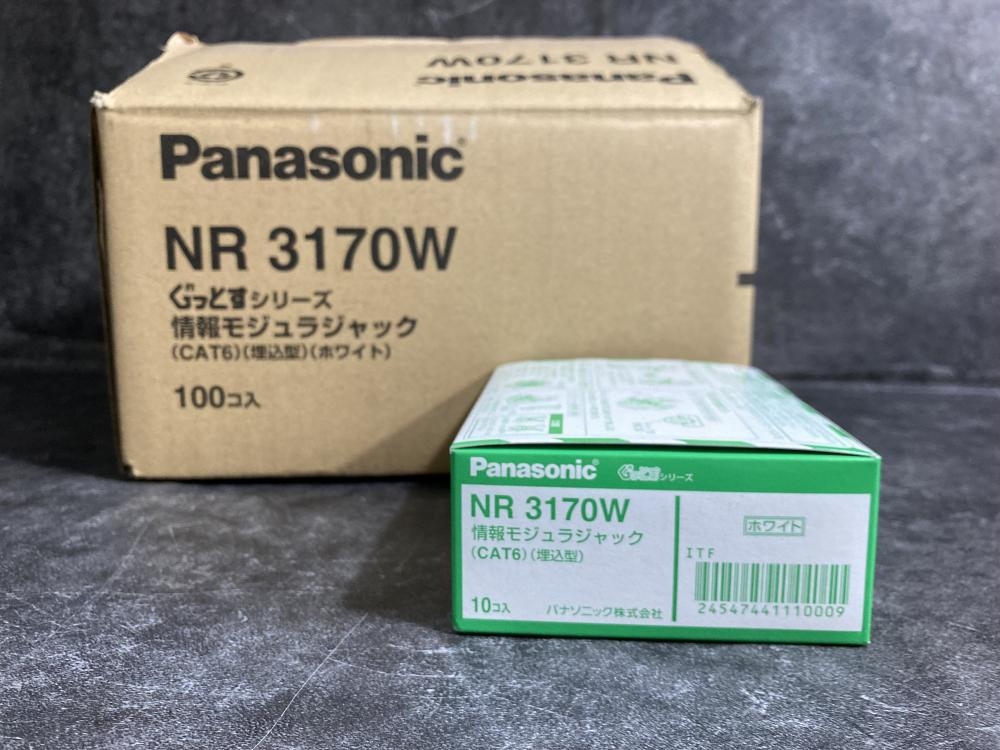 Panasonic
NR 3170W
Panasonic
NR 3170W
ぐっとすシリーズ
情報モジュラジャック
(CAT6)(埋込型)(ホワイト)
100コ入
Panasonic ぐっとすシリーズ
NR 3170W
情報モジュラジャック
(CAT6)(埋込型)
10コ入 パナソニック株式会社
ホワイト
ITF
24547441110009